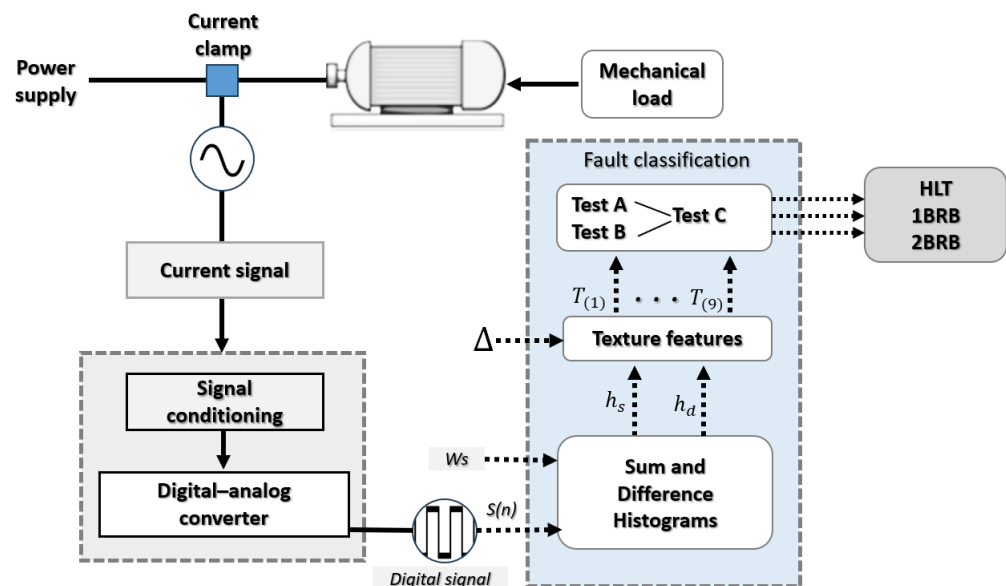 Current
clamp
Power
supply
Mechanical
load
Fault classification
Test A
Test B
Test C
HLT
1BRB
2BRB
Current signal
T(1) · · · T(9)
Δ
Texture features
Signal
conditioning
hs hd
Ws
Sum and
Difference
Histograms
Digital–analog
converter
S(n)
Digital signal